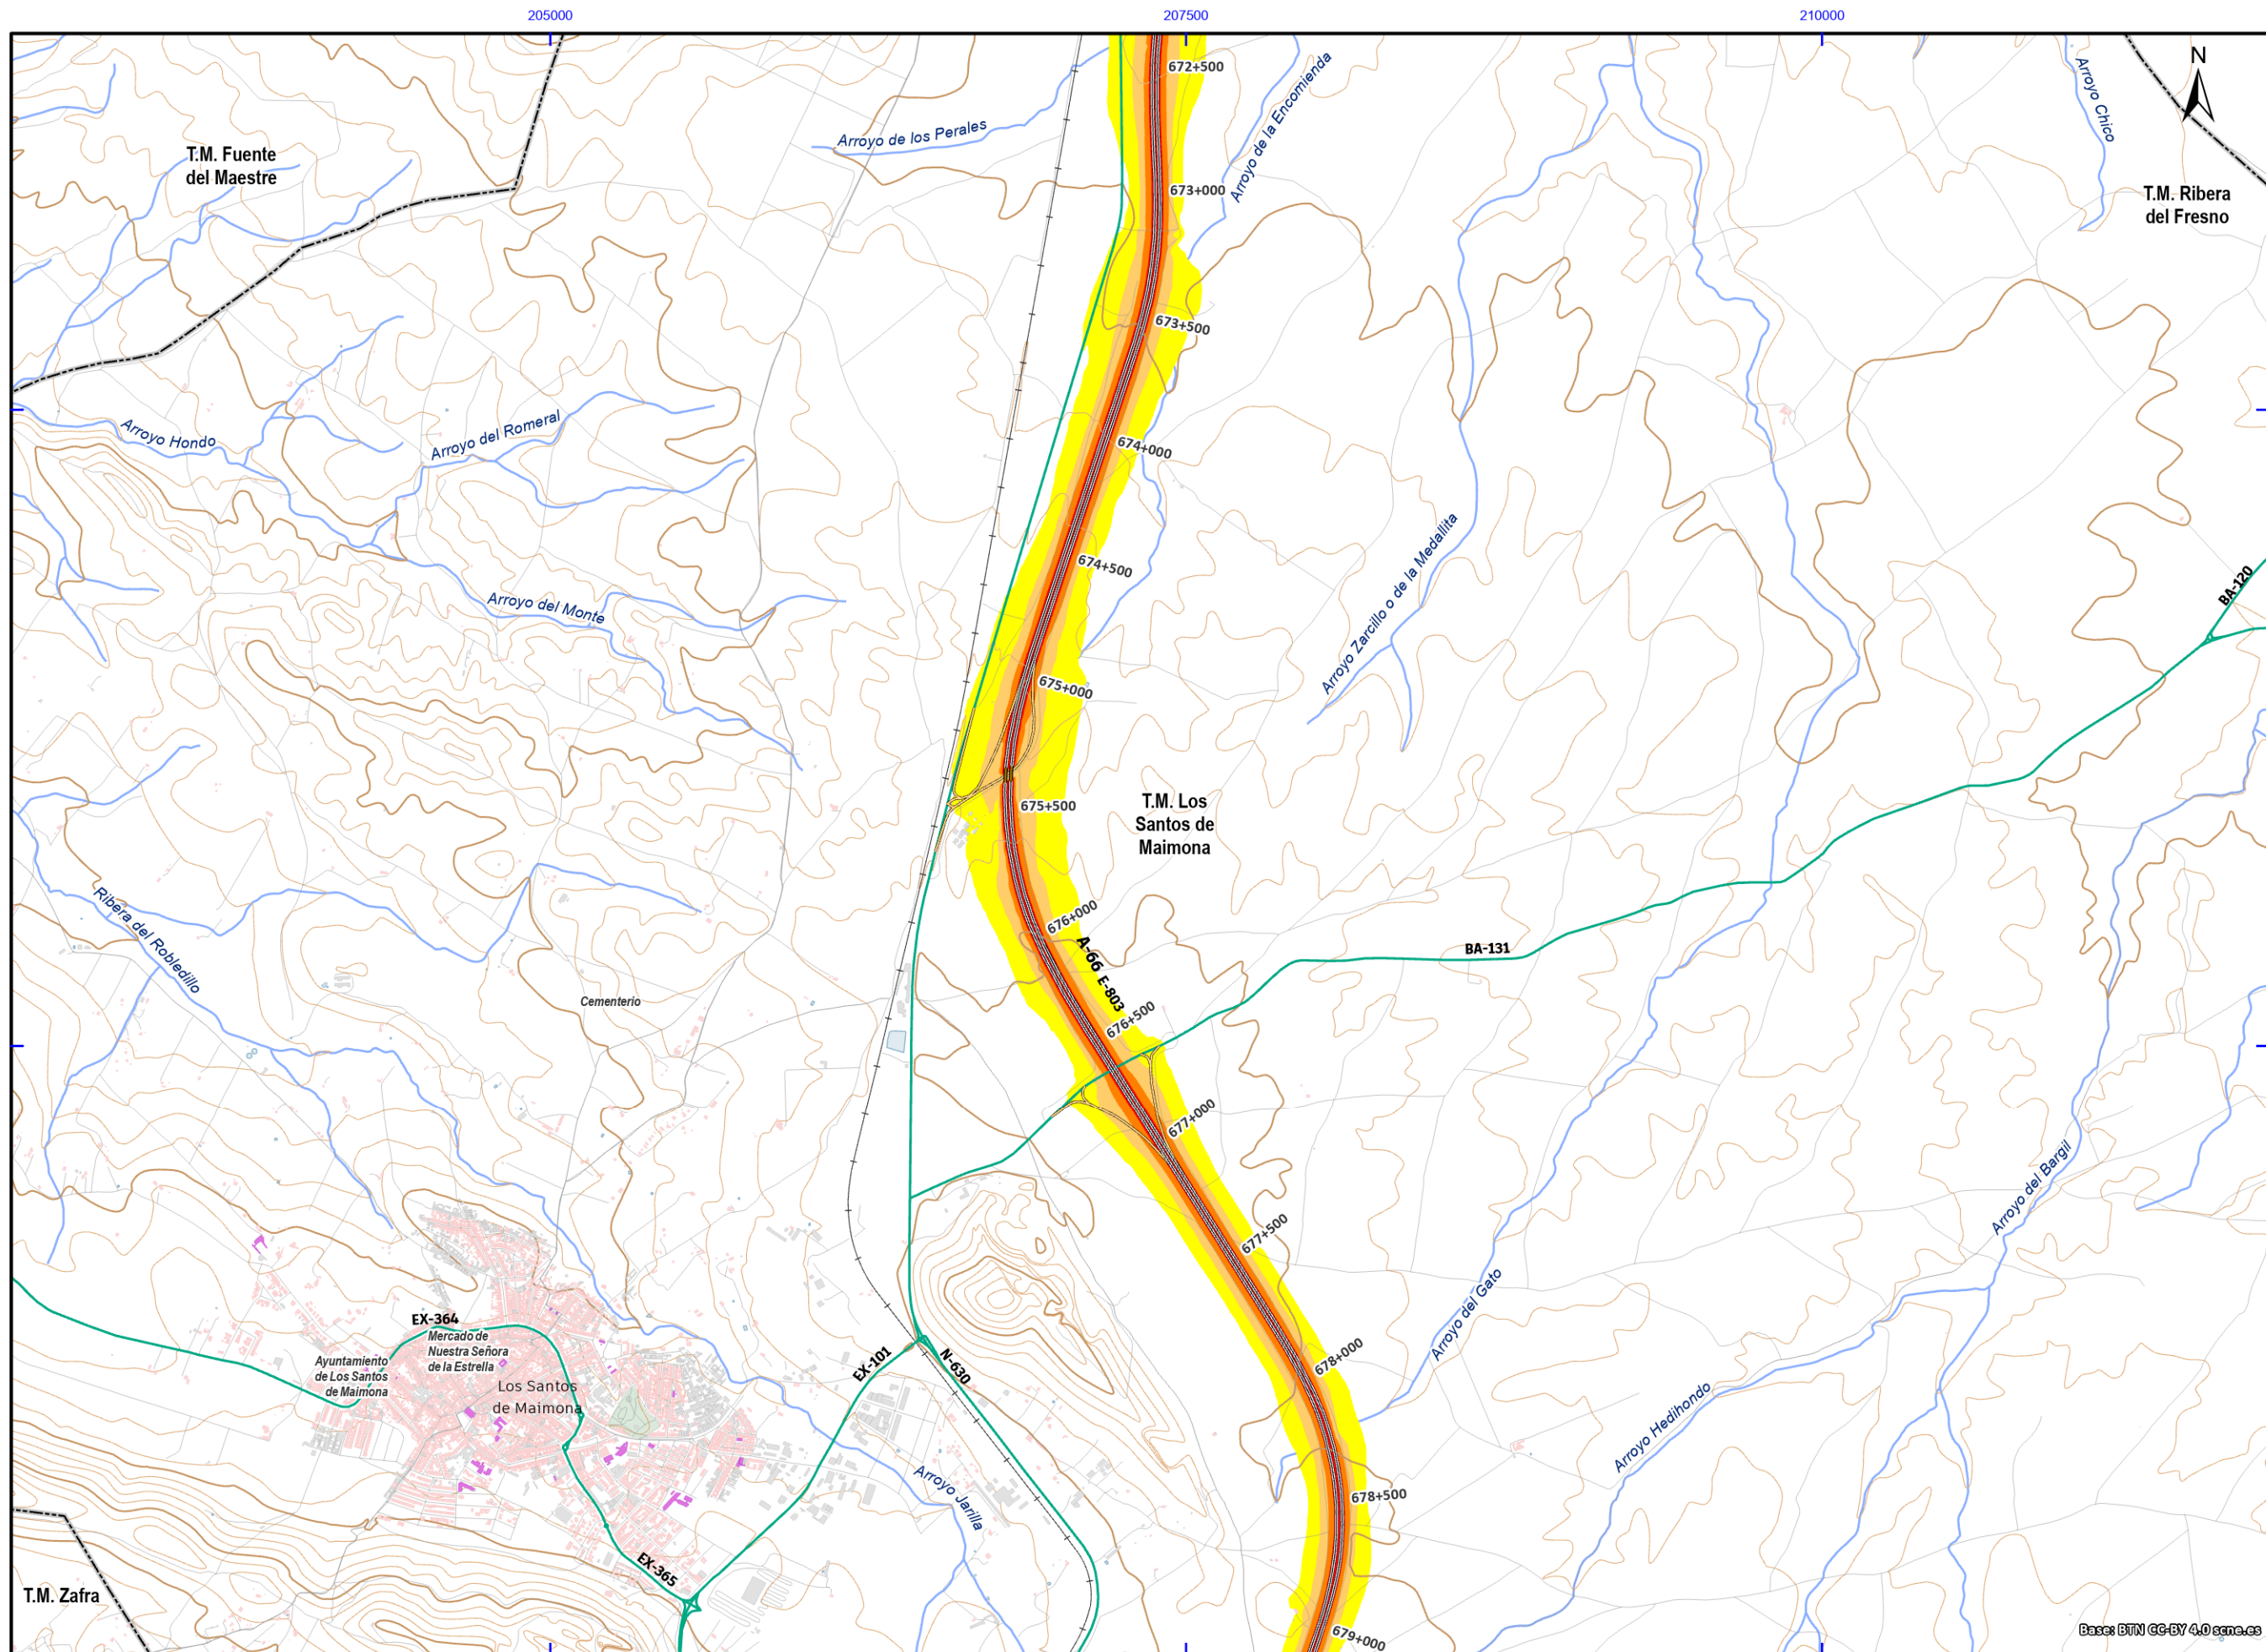 205000
207500
210000
N
672+500
Arroyo de la Encomienda
Arroyo Chico
Arroyo de los Perales
T.M. Fuente
del Maestre
673+000
T.M. Ribera
del Fresno
673+500
Arroyo Hondo
Arroyo del Romeral
674+000
Arroyo Zarcillo o de la Medallita
674+500
BA-120
Arroyo del Monte
675+000
675+500
T.M. Los
Santos de
Maimona
Ribera del Robledillo
676+000
A-66 E-803
BA-131
Cementerio
676+500
677+000
Arroyo del Bargil
677+500
Arroyo del Gato
EX-364
Mercado de
Nuestra Señora
de la Estrella
Ayuntamiento
de Los Santos
de Maimona
EX-101
N-630
678+000
Los Santos
de Maimona
Arroyo Hedihondo
Arroyo Jarilla
678+500
EX-365
T.M. Zafra
679+000
Base: BTN CC-BY 4.0 scne.es